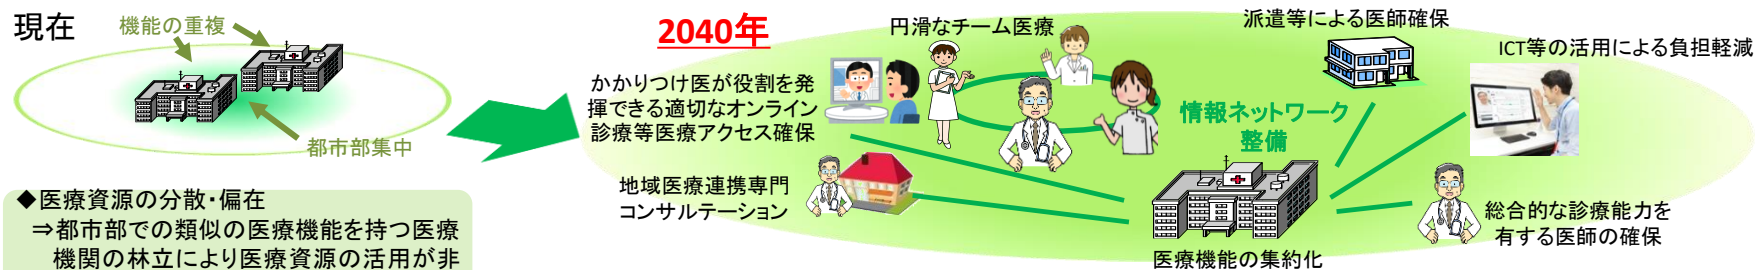 現在
機能の重複
都市部集中
◆医療資源の分散・偏在
⇒都市部での類似の医療機能を持つ医療
機関の林立により医療資源の活用が非
2040年
円滑なチーム医療
派遣等による医師確保
ICT等の活用による負担軽減
かかりつけ医が役割を発
揮できる適切なオンライン
診療等医療アクセス確保
情報ネットワーク
整備
地域医療連携専門
コンサルテーション
総合的な診療能力を
有する医師の確保
医療機能の集約化